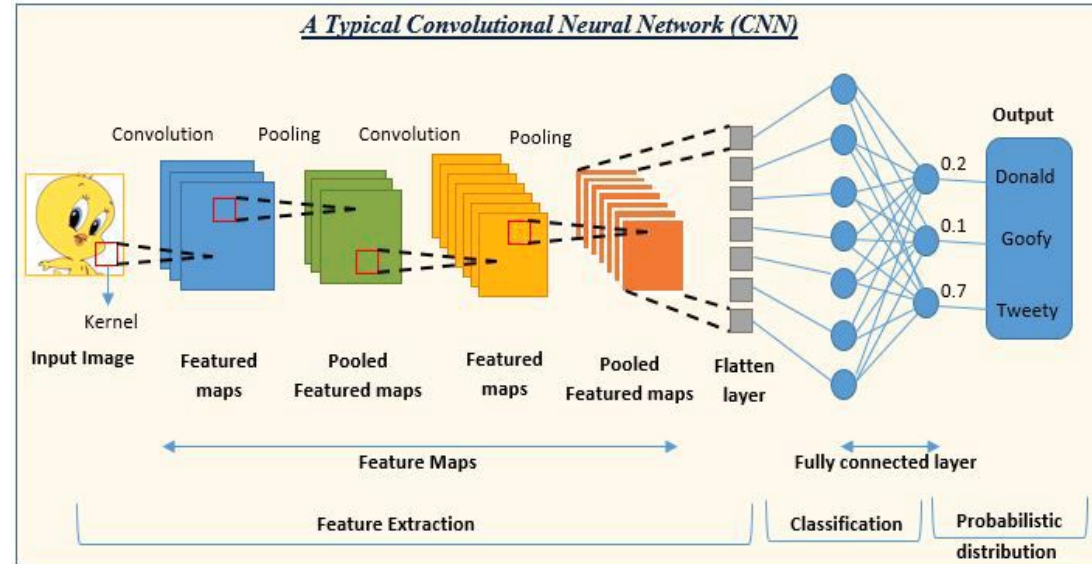 A Typical Convolutional Neural Network (CNN)
Convolution
Pooling
Convolution
Pooling
Output
0.2
Donald
0.1
Goofy
0.7
Tweety
Kernel
Input Image
Featured
maps
Pooled
Featured maps
Featured
maps
Pooled
Featured maps
Flatten
layer
Feature Maps
Fully connected layer
Feature Extraction
Classification
Probabilistic
distribution